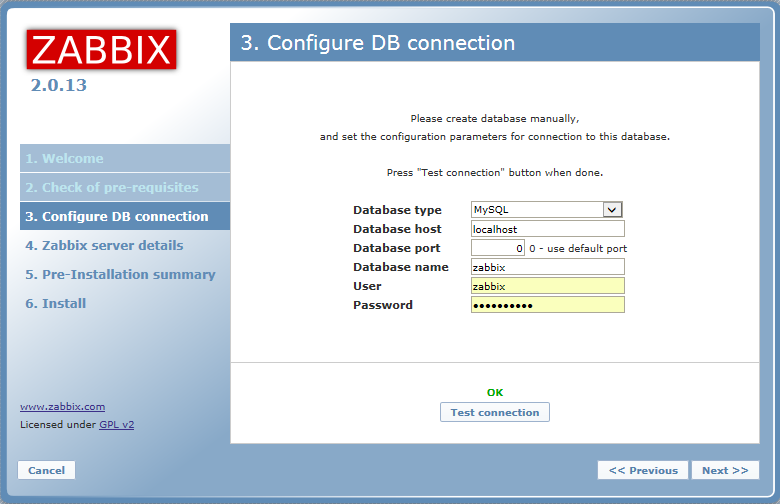 ZABBIX
2.0.13
1. Welcome
2. Check of pre-requisites
3. Configure DB connection
4. Zabbix server details
5. Pre-Installation summary
6. Install
www.zabbix.com
Licensed under GPL v2
3. Configure DB connection
Please create database manually,
and set the configuration parameters for connection to this database.
Press "Test connection" button when done.
Database type MySQL
Database host localhost
Database port 0 0 - use default port
Database name zabbix
User zabbix
Password ••••••••••
OK
Test connection
Cancel
<< Previous Next >>